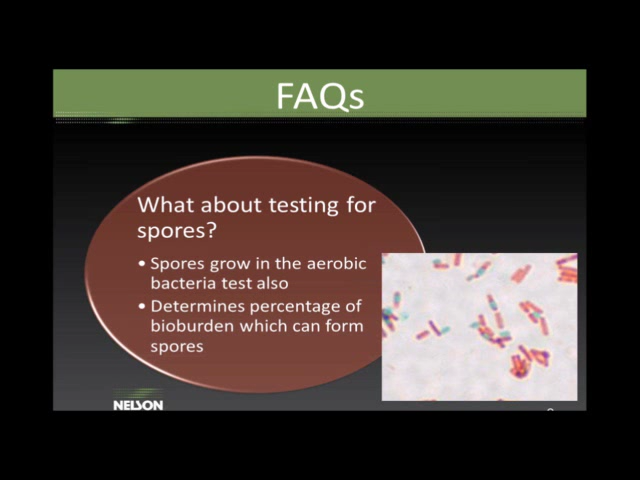 FAQs
What about testing for
spores?
• Spores grow in the aerobic
bacteria test also
• Determines percentage of
bioburden which can form
spores
NELSON